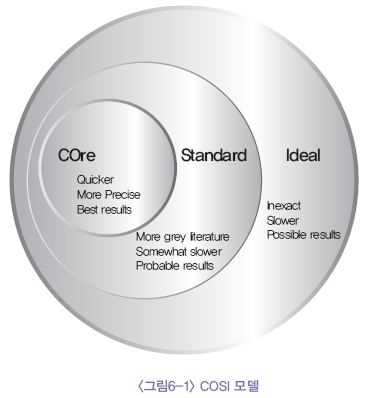 COre
Standard
Ideal
Quicker
More Precise
Best results
More grey literature
Somewhat slower
Probable results
Inexact
Slower
Possible results
〈그림6-1〉 COSI 모델